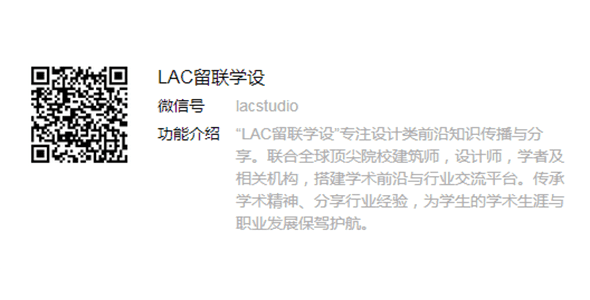 LAC留联学设
微信号 lacstudio
功能介绍 “LAC留联学设”专注设计类前沿知识传播与分
享。联合全球顶尖院校建筑师，设计师，学者及
相关机构，搭建学术前沿与行业交流平台。传承
学术精神、分享行业经验，为学生的学术生涯与
职业发展保驾护航。